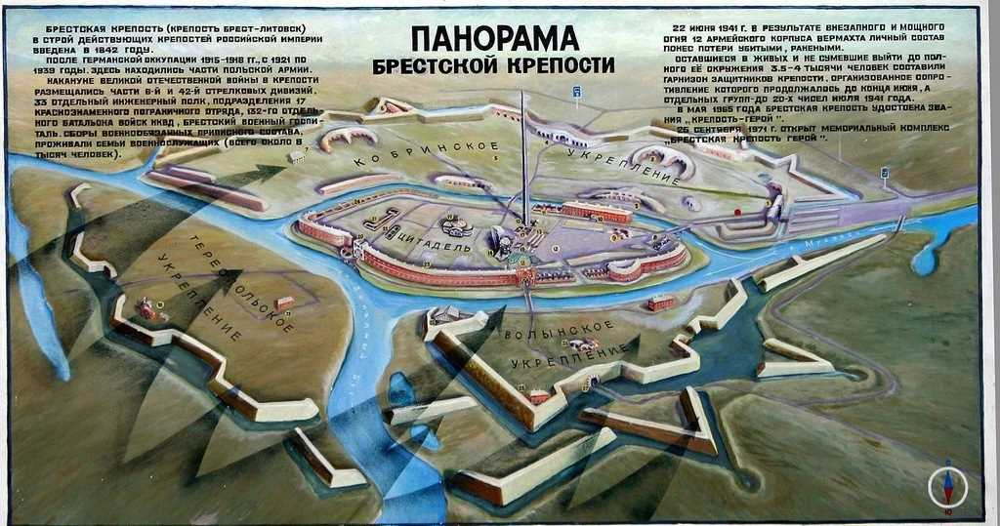 ПАНОРАМА
БРЕСТСКОЙ КРЕПОСТИ
БРЕСТСКАЯ КРЕПОСТЬ (КРЕПОСТЬ БРЕСТ-ЛИТОВСК)
В СТРОЙ ДЕЙСТВУЮЩИХ КРЕПОСТЕЙ РОССИЙСКОЙ ИМПЕРИИ
ВВЕДЕНА В 1842 ГОДУ.
ПОСЛЕ ГЕРМАНСКОЙ ОККУПАЦИИ 1915-1918 ГГ., С 1921 ПО
1939 ГОДЫ. ЗДЕСЬ НАХОДИЛИСЬ ЧАСТИ ПОЛЬСКОЙ АРМИИ.
НАКАНУНЕ ВЕЛИКОЙ ОТЕЧЕСТВЕННОЙ ВОЙНЫ В КРЕПОСТИ
РАЗМЕЩАЛИСЬ ЧАСТИ 6-Й И 42-Й СТРЕЛКОВЫХ ДИВИЗИЙ,
33 ОТДЕЛЬНЫЙ ИНЖЕНЕРНЫЙ ПОЛК, ПОДРАЗДЕЛЕНИЯ 17
КРАСНОЗНАМЕННОГО ПОГРАНИЧНОГО ОТРЯДА, 132-ГО ОТДЕЛЬ-
НОГО БАТАЛЬОНА ВОЙСК НКВД, БРЕСТСКИЙ ВОЕННЫЙ ГОСПИ-
ТАЛЬ. СБОРЫ ВОЕННООБЯЗАННЫХ ПРИПИСНОГО СОСТАВА.
ПРОЖИВАЛИ СЕМЬИ ВОЕННОСЛУЖАЩИХ (ВСЕГО ОКОЛО 8
ТЫСЯЧ ЧЕЛОВЕК).
22 ИЮНЯ 1941 Г. В РЕЗУЛЬТАТЕ ВНЕЗАПНОГО И МОЩНОГО
ОГНЯ 12 АРМЕЙСКОГО КОРПУСА ВЕРМАХТА ЛИЧНЫЙ СОСТАВ
ПОНЕС ПОТЕРИ УБИТЫМИ, РАНЕНЫМИ.
ОСТАВШИЕСЯ В ЖИВЫХ И НЕ СУМЕВШИЕ ВЫЙТИ ДО ПОЛ-
НОГО ЕЁ ОКРУЖЕНИЯ 3.5-4 ТЫСЯЧИ ЧЕЛОВЕК СОСТАВИЛИ
ГАРНИЗОН ЗАЩИТНИКОВ КРЕПОСТИ, ОРГАНИЗОВАННОЕ СОПРО-
ТИВЛЕНИЕ КОТОРОГО ПРОДОЛЖАЛОСЬ ДО КОНЦА ИЮНЯ, А
ОТДЕЛЬНЫХ ГРУПП-ДО 20-Х ЧИСЕЛ ИЮЛЯ 1941 ГОДА.
В МАЯ 1965 ГОДА БРЕСТСКАЯ КРЕПОСТЬ УДОСТОЕНА ЗВА-
НИЯ „КРЕПОСТЬ-ГЕРОЙ".
25 СЕНТЯБРЯ 1971 Г. ОТКРЫТ МЕМОРИАЛЬНЫЙ КОМПЛЕКС
„БРЕСТСКАЯ КРЕПОСТЬ ГЕРОЙ".
КОБРИНСКОЕ УКРЕПЛЕНИЕ
ЦИТАДЕЛЬ
ТЕРЕСПОЛЬСКОЕ
УКРЕПЛЕНИЕ
ВОЛЫНСКОЕ
УКРЕПЛЕНИЕ
Ю